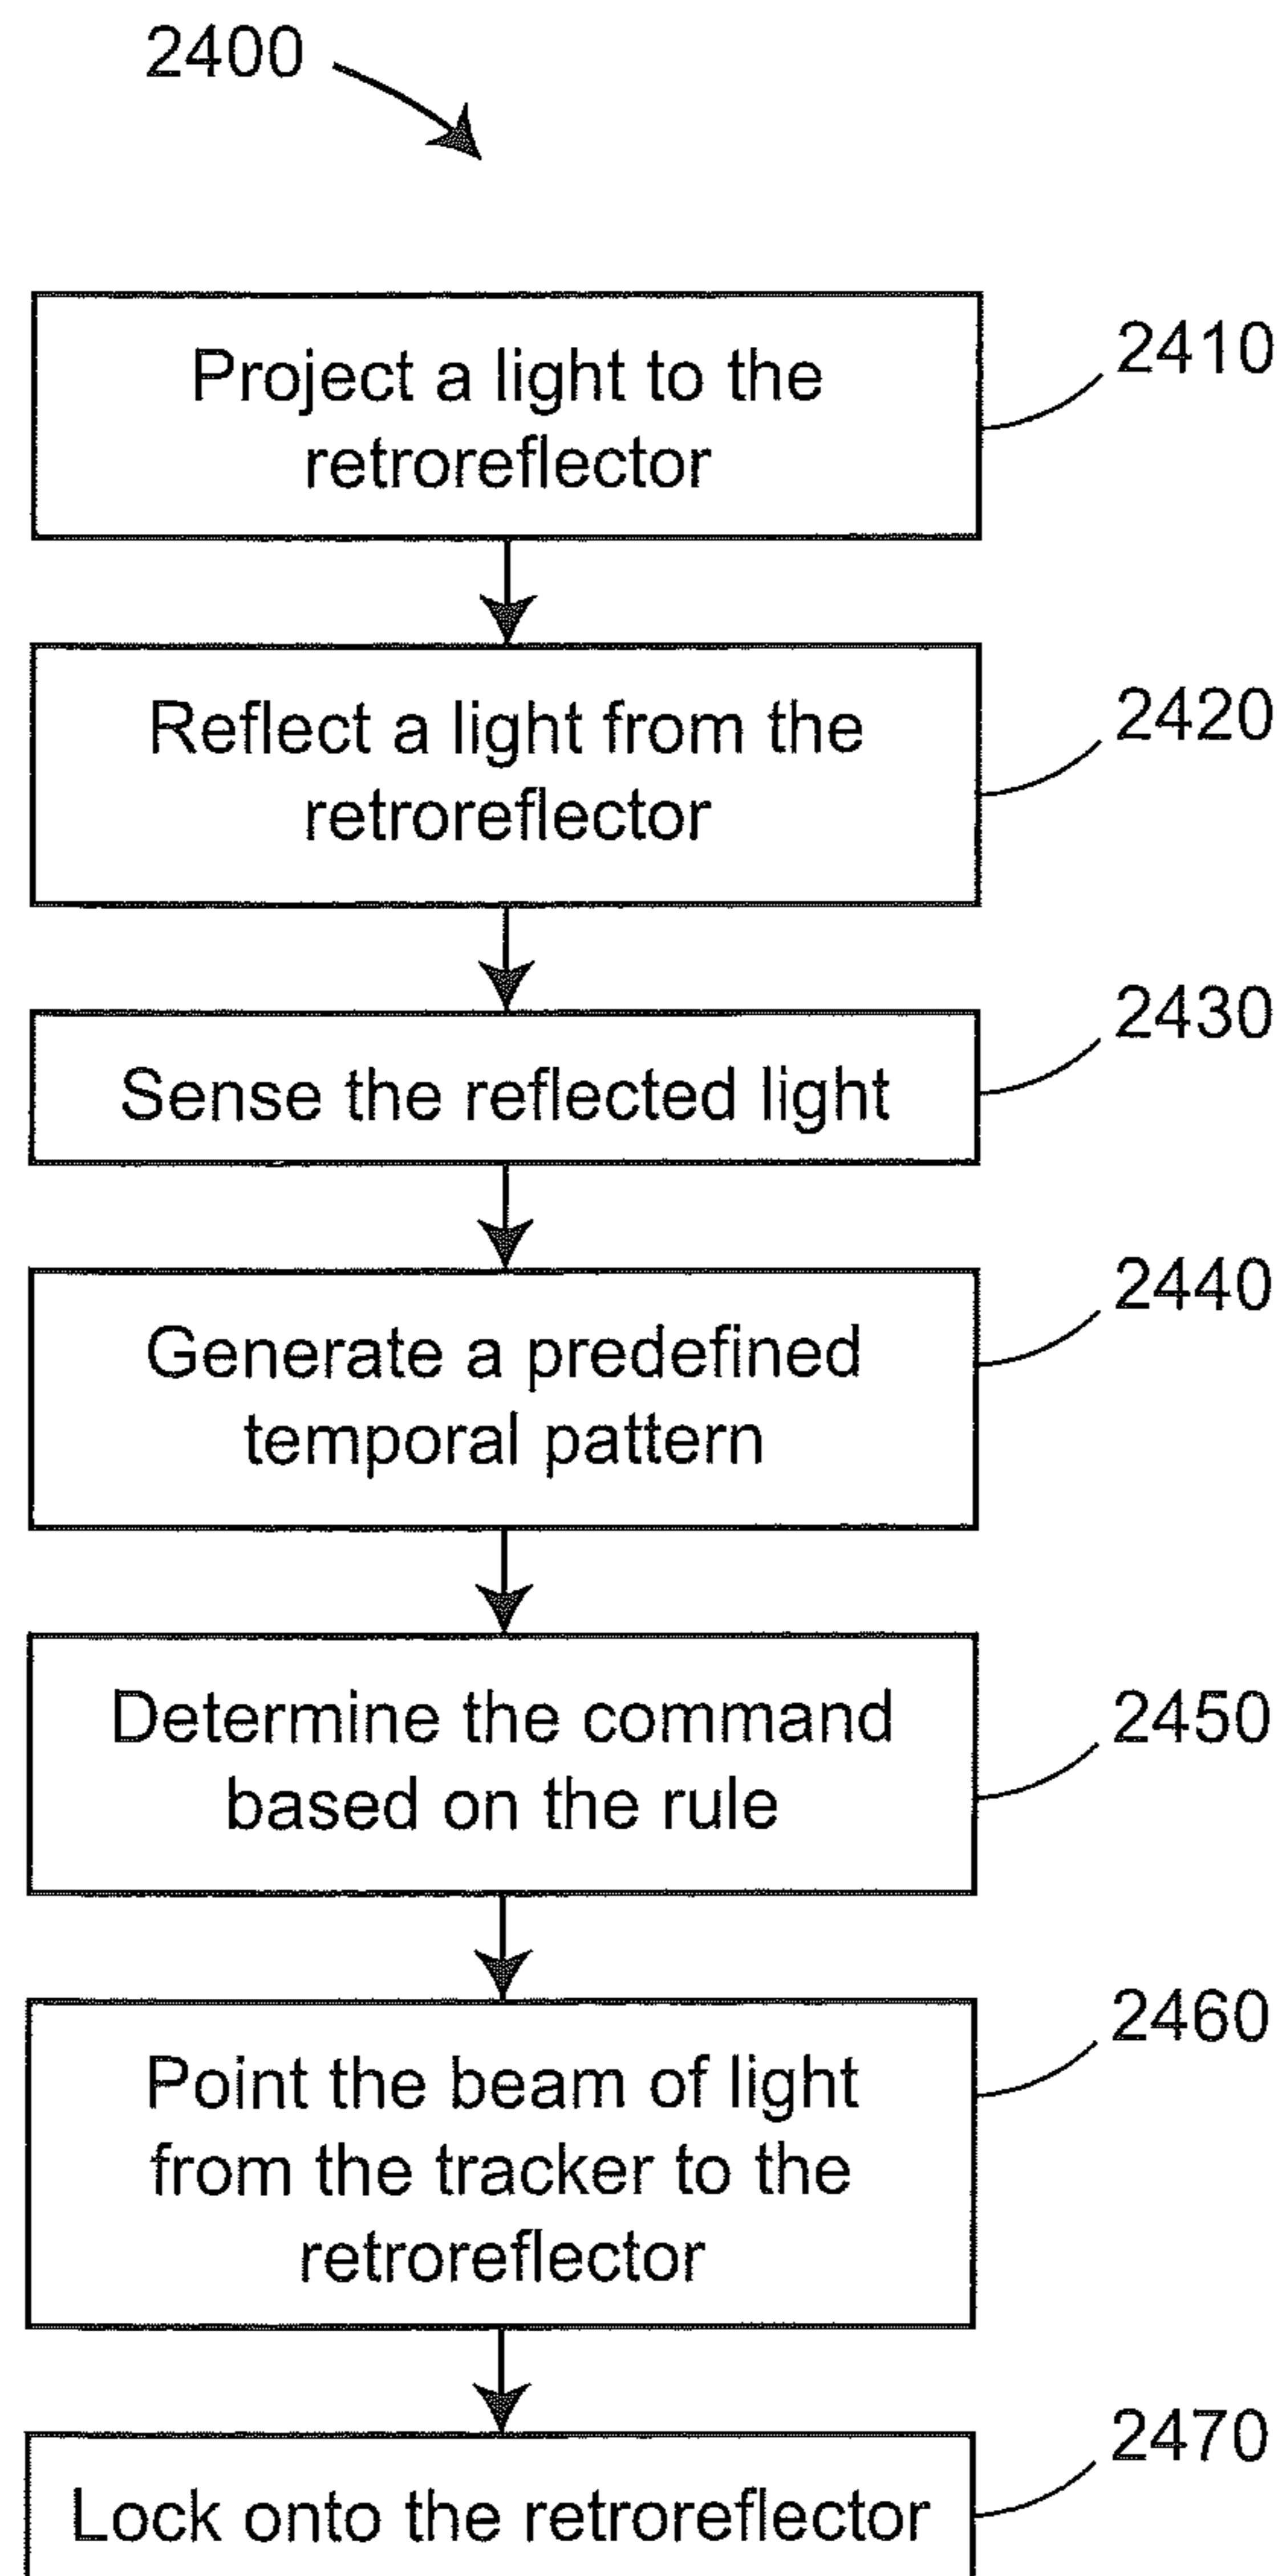 2400
Project a light to the
retroreflector
2410
Reflect a light from the
retroreflector
2420
Sense the reflected light
2430
Generate a predefined
temporal pattern
2440
Determine the command
based on the rule
2450
Point the beam of light
from the tracker to the
retroreflector
2460
Lock onto the retroreflector
2470